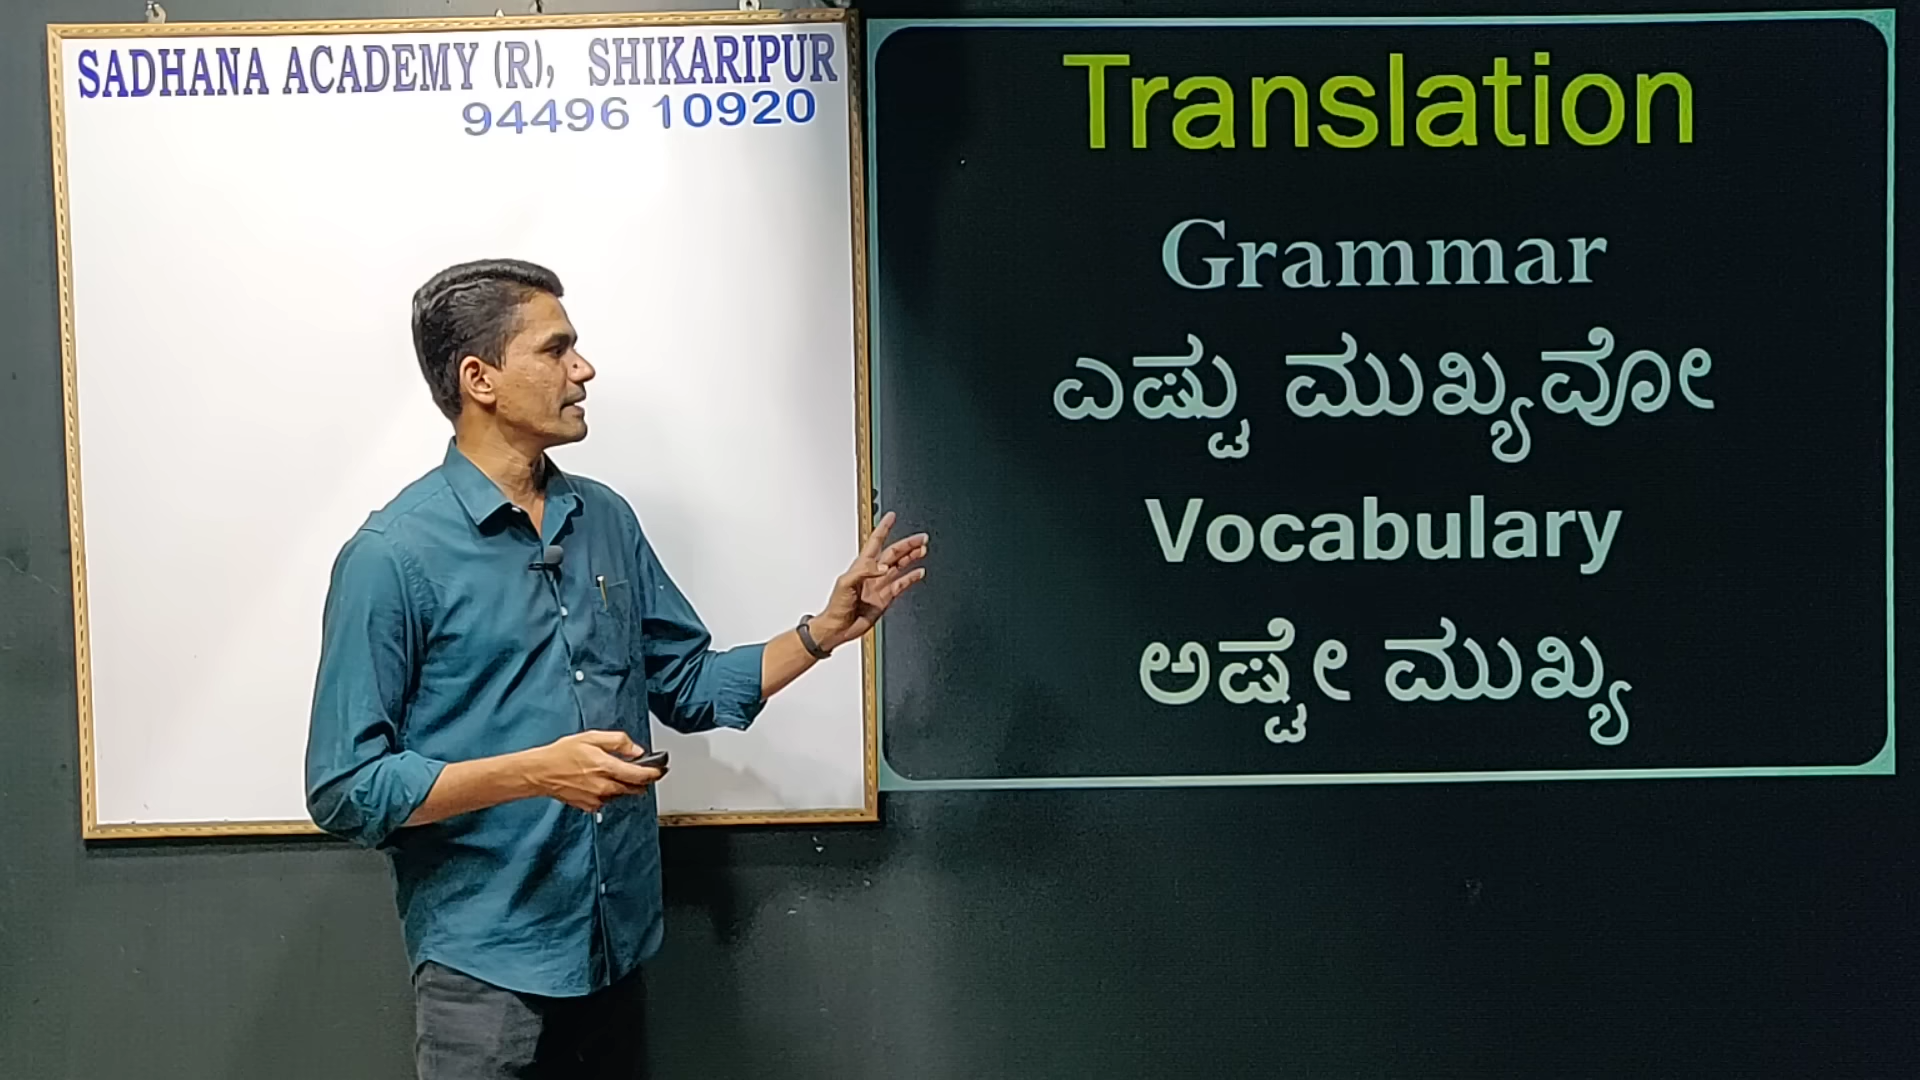 SADHANA ACADEMY (R), SHIKARIPUR
94496 10920
Translation
Grammar
ಎಷ್ಟು ಮುಖ್ಯವೋ
Vocabulary
ಅಷ್ಟೇ ಮುಖ್ಯ